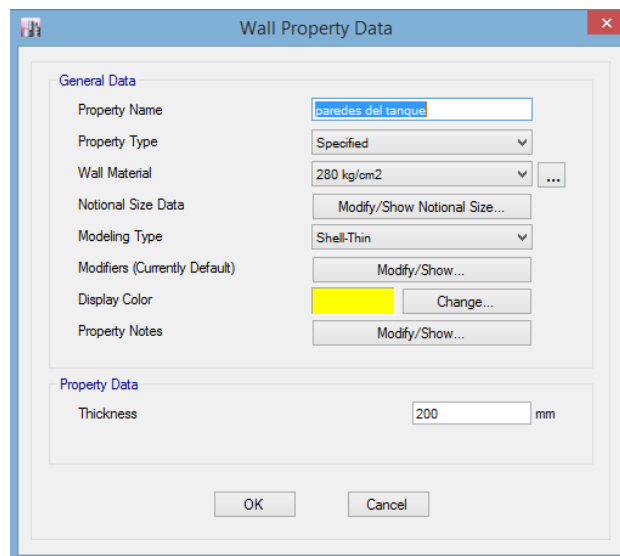 Wall Property Data
General Data
Property Name paredes del tanque
Property Type Specified
Wall Material 280 kg/cm2 ...
Notional Size Data Modify/Show Notional Size...
Modeling Type Shell-Thin
Modifiers (Currently Default) Modify/Show...
Display Color Change...
Property Notes Modify/Show...
Property Data
Thickness 200 mm
OK Cancel